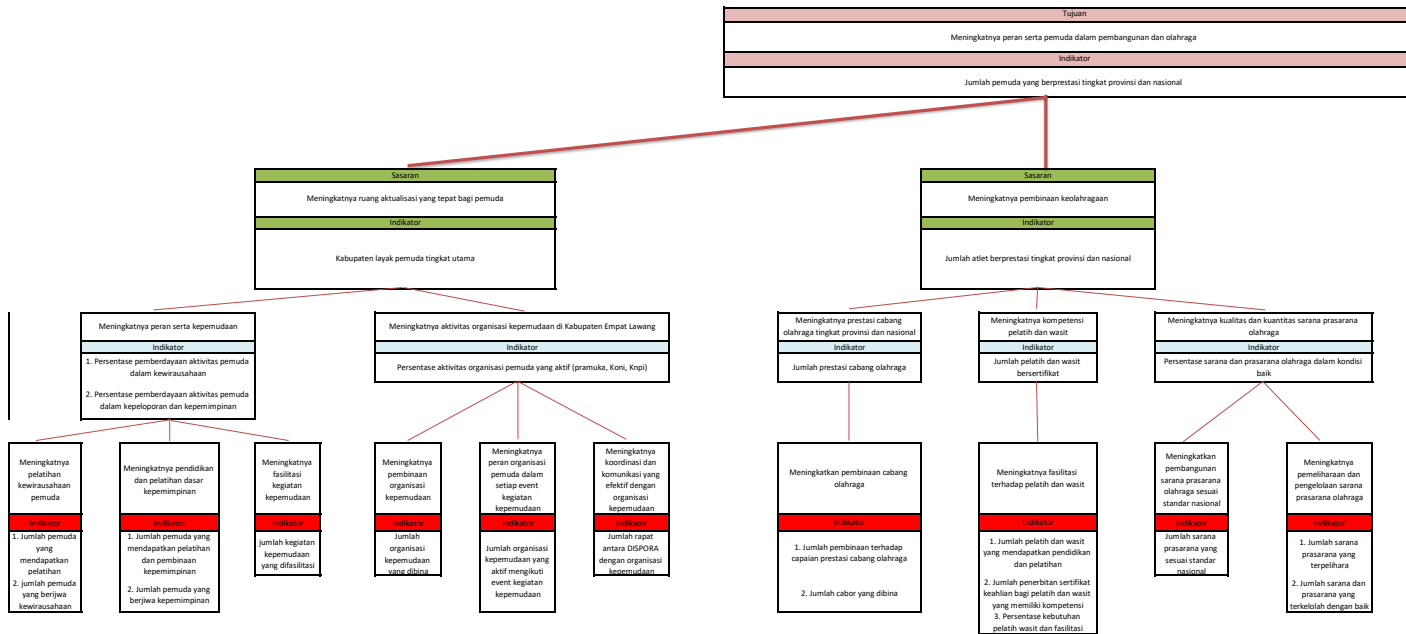 Tujuan
Meningkatnya peran serta pemuda dalam pembangunan dan olahraga
Indikator
Jumlah pemuda yang berprestasi tingkat provinsi dan nasional
Sasaran
Meningkatnya ruang aktualisasi yang tepat bagi pemuda
Indikator
Kabupaten layak pemuda tingkat utama
Sasaran
Meningkatnya pembinaan keolahragaan
Indikator
Jumlah atlet berprestasi tingkat provinsi dan nasional
Meningkatnya peran serta kepemudaan
Indikator
1. Persentase pemberdayaan aktivitas pemuda
dalam kewirausahaan
2. Persentase pemberdayaan aktivitas pemuda
dalam kepeloporan dan kepemimpinan
Meningkatnya aktivitas organisasi kepemudaan di Kabupaten Empat Lawang
Indikator
Persentase aktivitas organisasi pemuda yang aktif (pramuka, Koni, Knpi)
Meningkatnya prestasi cabang
olahraga tingkat provinsi dan nasional
Indikator
Jumlah prestasi cabang olahraga
Meningkatnya kompetensi
pelatih dan wasit
Indikator
Jumlah pelatih dan wasit
bersertifikat
Meningkatnya kualitas dan kuantitas sarana prasarana
olahraga
Indikator
Persentase sarana dan prasarana olahraga dalam kondisi
baik
Meningkatnya
pelatihan
kewirausahaan
pemuda
Indikator
1. Jumlah pemuda
yang
mendapatkan
pelatihan
2. jumlah pemuda
yang berijwa
kewirausahaan
Meningkatnya pendidikan
dan pelatihan dasar
kepemimpinan
Indikator
1. Jumlah pemuda yang
mendapatkan pelatihan
dan pembinaan
kepemimpinan
2. Jumlah pemuda yang
berjiwa kepemimpinan
Meningkatnya
fasilitasi
kegiatan
kepemudaan
Indikator
jumlah kegiatan
kepemudaan
yang difasilitasi
Meningkatnya
pembinaan
organisasi
kepemudaan
Indikator
Jumlah
organisasi
kepemudaan
yang dibina
Meningkatnya
peran organisasi
pemuda dalam
setiap event
kegiatan
kepemudaan
Indikator
Jumlah organisasi
kepemudaan yang
aktif mengikuti
event kegiatan
kepemudaan
Meningkatnya
koordinasi dan
komunikasi yang
efektif dengan
organisasi
kepemudaan
Indikator
Jumlah rapat
antara DISPORA
dengan organisasi
kepemudaan
Meningkatkan pembinaan cabang
olahraga
Indikator
1. Jumlah pembinaan terhadap
capaian prestasi cabang olahraga
2. Jumlah cabor yang dibina
Meningkatnya fasilitasi
terhadap pelatih dan wasit
Indikator
1. Jumlah pelatih dan wasit
yang mendapatkan pendidikan
dan pelatihan
2. Jumlah penerbitan sertifikat
keahlian bagi pelatih dan wasit
yang memiliki kompetensi
3. Persentase kebutuhan
pelatih wasit dan fasilitasi
Meningkatkan
pembangunan
sarana prasarana
olahraga sesuai
standar nasional
Indikator
Jumlah sarana
prasarana yang
sesuai standar
nasional
Meningkatnya
pemeliharaan dan
pengelolaan sarana
prasarana olahraga
Indikator
1. Jumlah sarana
prasarana yang
terpelihara
2. Jumlah sarana dan
prasarana yang
terkelolah dengan baik